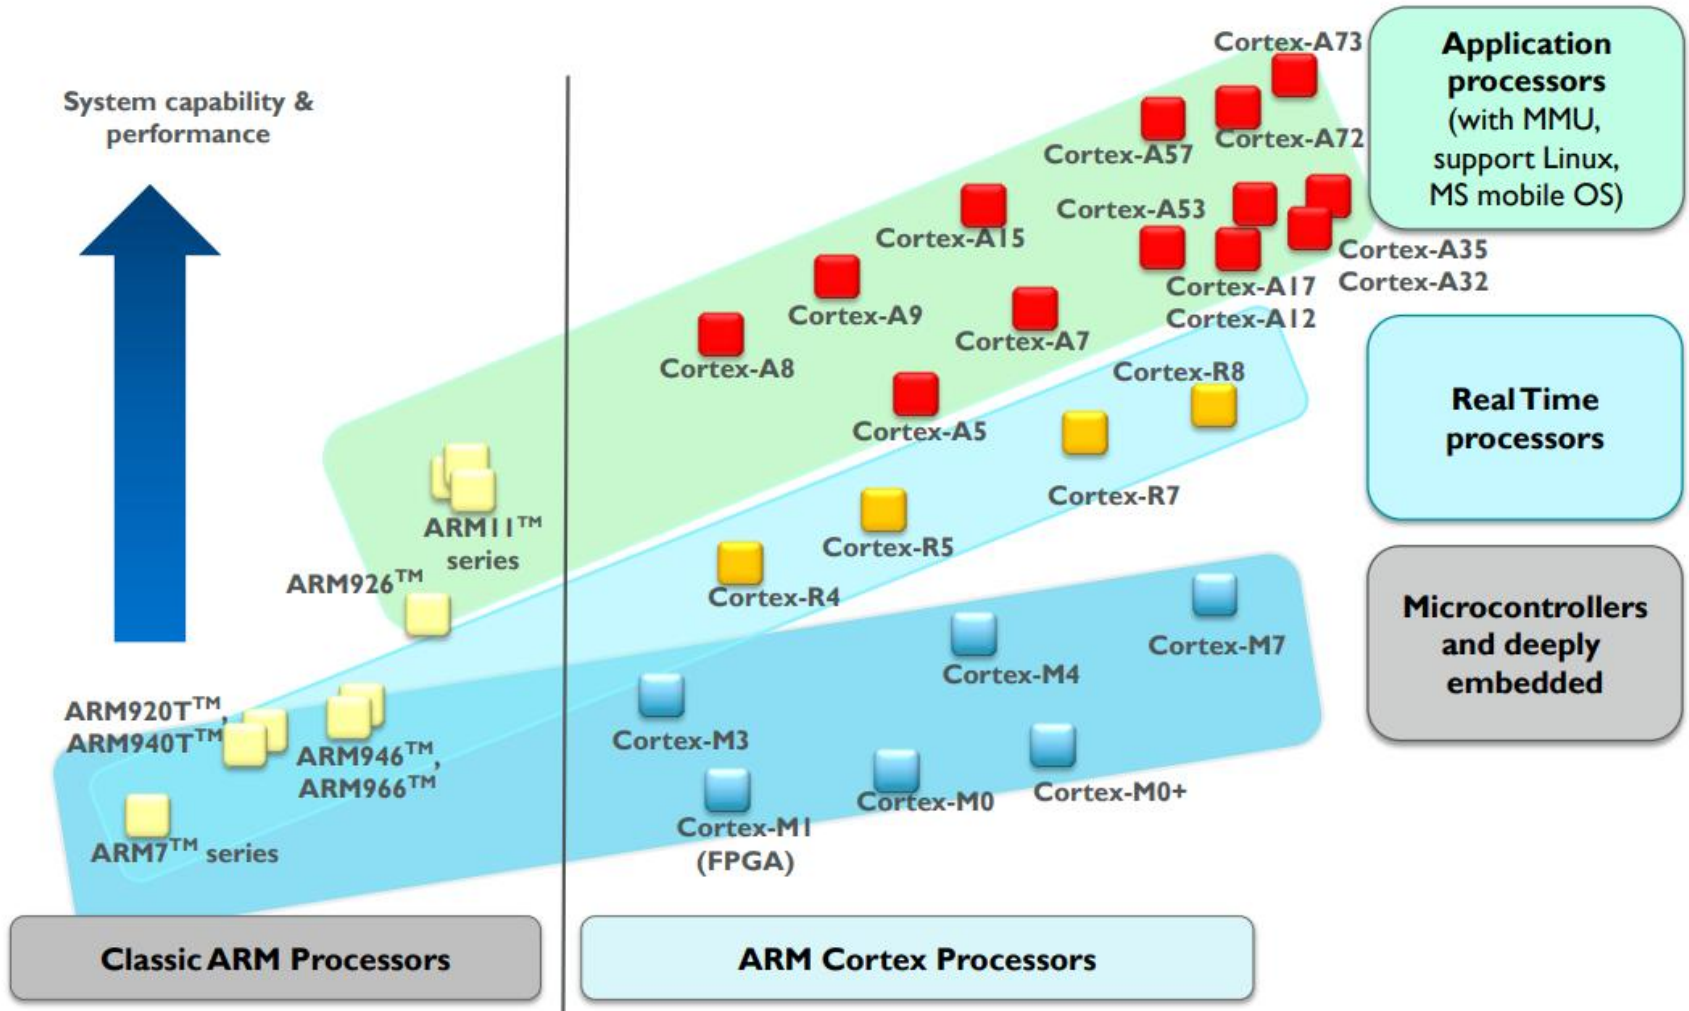 System capability &
performance
Cortex-A73
Cortex-A57
Cortex-A72
Cortex-A53
Cortex-A15
Cortex-A35
Cortex-A32
Cortex-A17
Cortex-A12
Cortex-A9
Cortex-A7
Cortex-A8
Cortex-A5
Cortex-R8
Cortex-R7
Cortex-R5
Cortex-R4
ARM11™
series
ARM926™
ARM920T™,
ARM940T™
ARM946™,
ARM966™
ARM7™ series
Cortex-M7
Cortex-M4
Cortex-M3
Cortex-M0+
Cortex-M0
Cortex-M1
(FPGA)
Application
processors
(with MMU,
support Linux,
MS mobile OS)
Real Time
processors
Microcontrollers
and deeply
embedded
Classic ARM Processors
ARM Cortex Processors